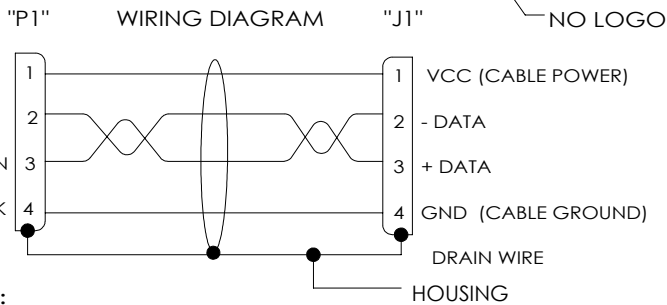 "P1" WIRING DIAGRAM "J1" NO LOGO
1 1 VCC (CABLE POWER)
2 2 - DATA
N 3 3 + DATA
K 4 4 GND (CABLE GROUND)
DRAIN WIRE
: HOUSING